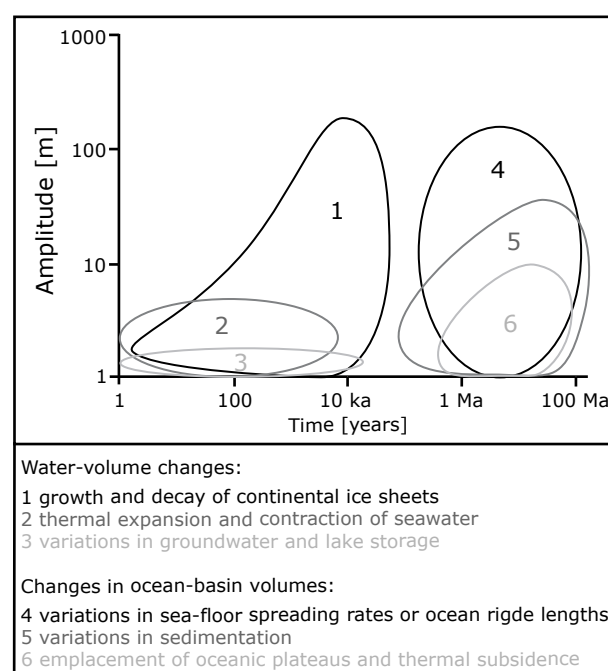 1000
100
10
1
Amplitude [m]
1
2
3
4
5
6
1
100
10 ka
1 Ma
100 Ma
Time [years]
Water-volume changes:
1 growth and decay of continental ice sheets
2 thermal expansion and contraction of seawater
3 variations in groundwater and lake storage
Changes in ocean-basin volumes:
4 variations in sea-floor spreading rates or ocean rigde lengths
5 variations in sedimentation
6 emplacement of oceanic plateaus and thermal subsidence